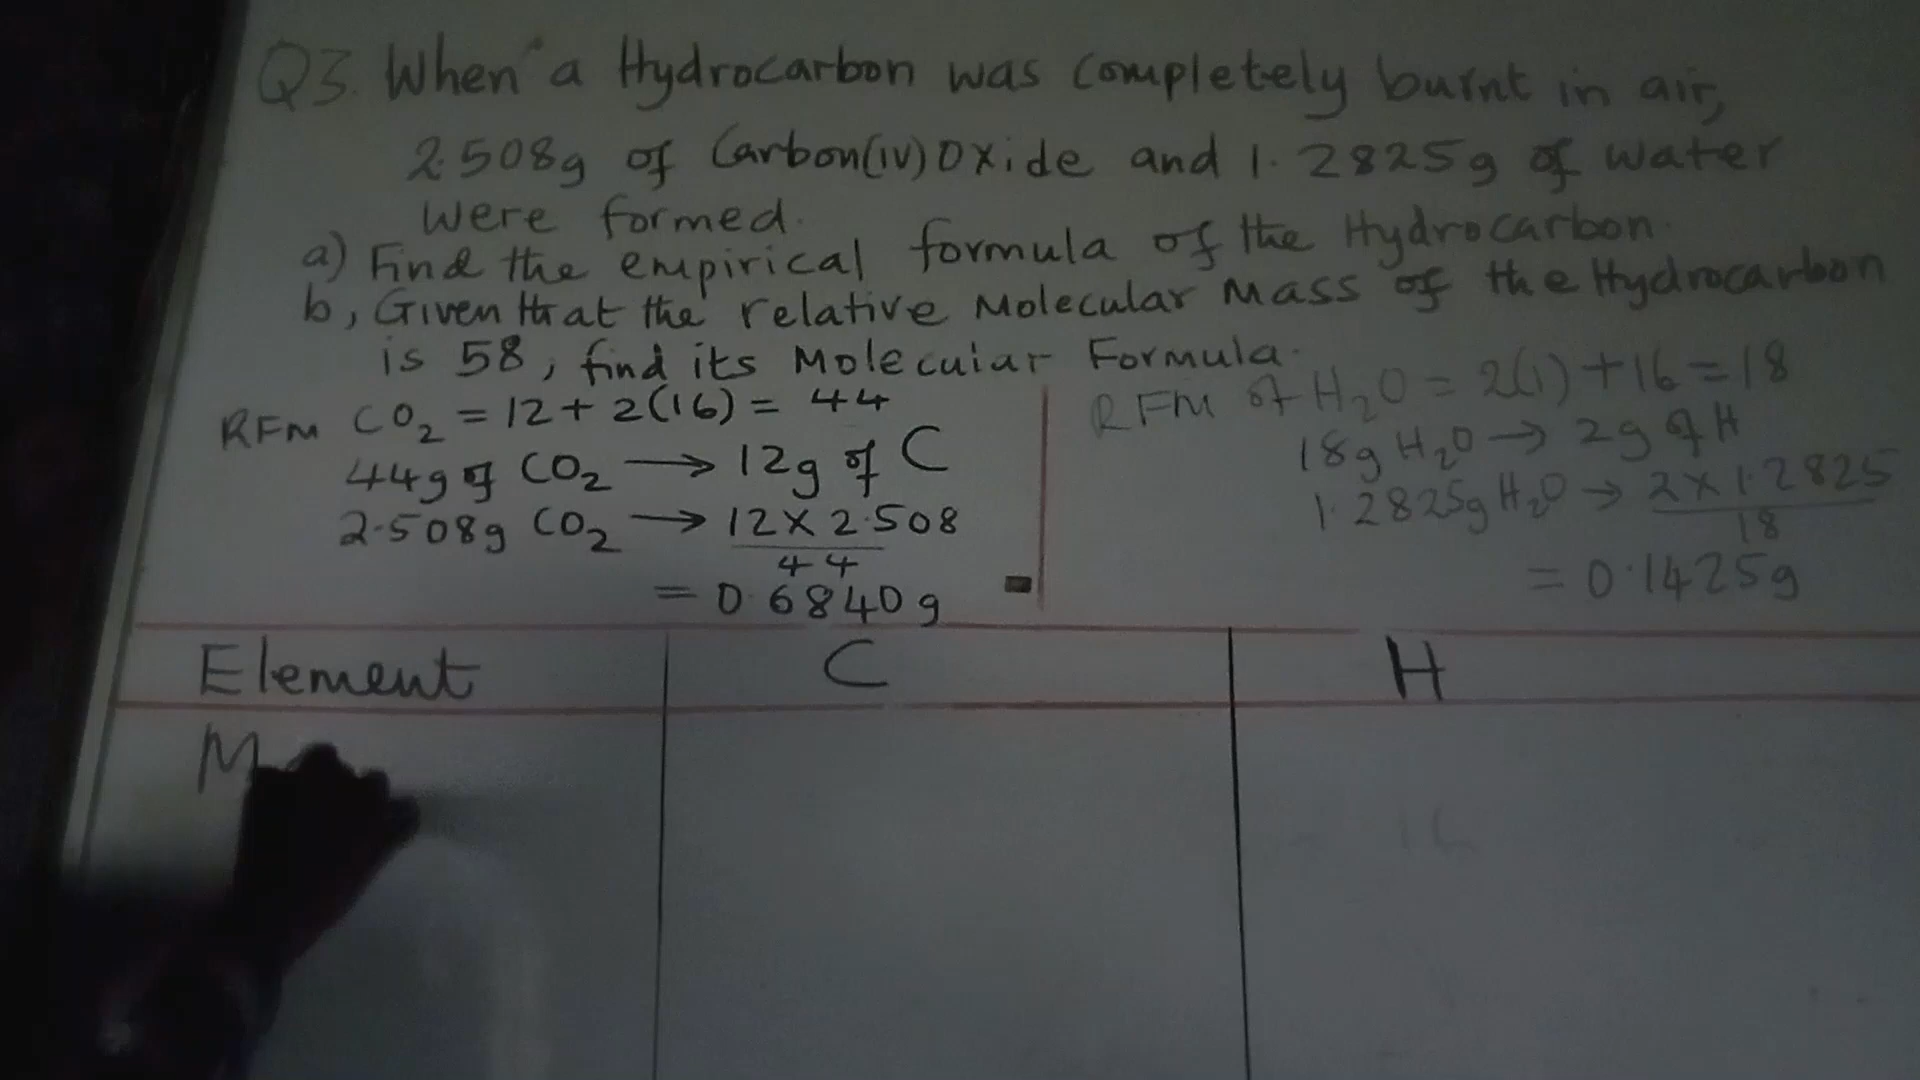 Q3. When a Hydrocarbon was completely burnt in air,
2.508g of Carbon(iv) Oxide and 1.2825g of water
were formed.
a) Find the empirical formula of the Hydrocarbon.
b, Given that the relative Molecular Mass of the Hydrocarbon
is 58, find its Molecular Formula.
RFM CO₂ = 12 + 2(16) = 44
44g of CO₂ → 12g of C
2.508g CO₂ → 12 × 2.508
44
= 0.6840g
RFM of H₂O = 2(1) + 16 = 18
18g H₂O → 2g of H
1.2825g H₂O → 2 × 1.2825
18
= 0.1425g
Element C H